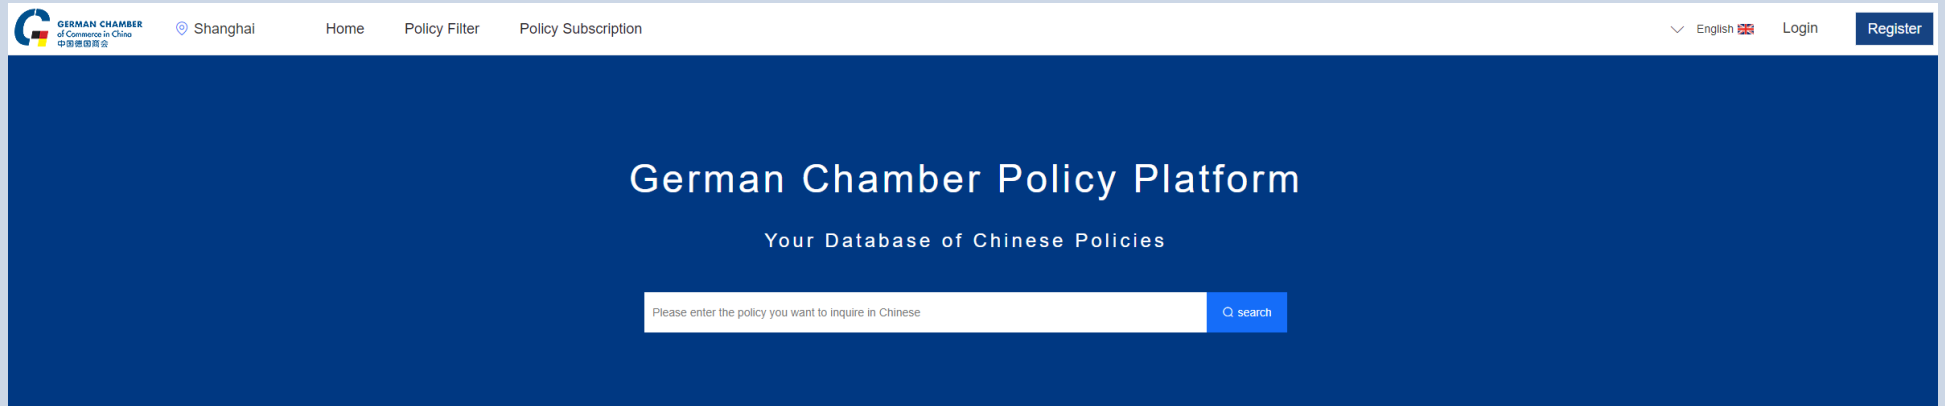 GERMAN CHAMBER
of Commerce in China
中国德国商会
Shanghai
Home
Policy Filter
Policy Subscription
English
Login
Register
German Chamber Policy Platform
Your Database of Chinese Policies
Please enter the policy you want to inquire in Chinese
search